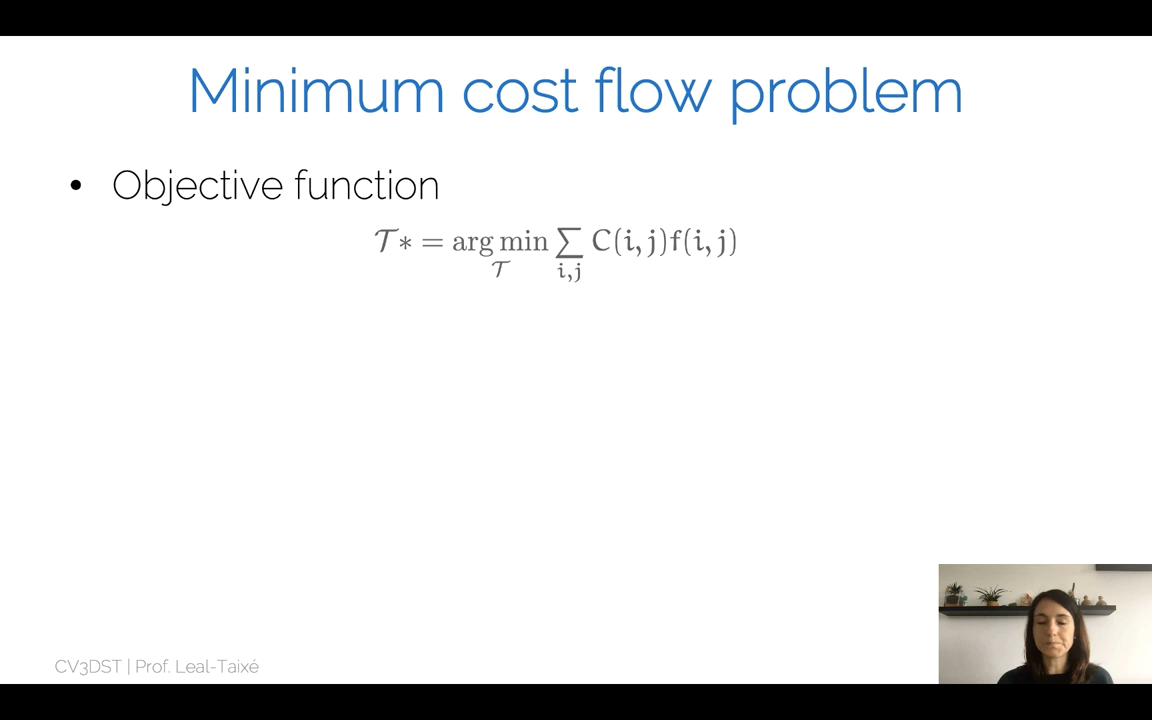 Minimum cost flow problem
• Objective function
𝒯* = arg min ∑ C(i, j)f(i, j)
𝒯 i,j
CV3DST | Prof. Leal-Taixé